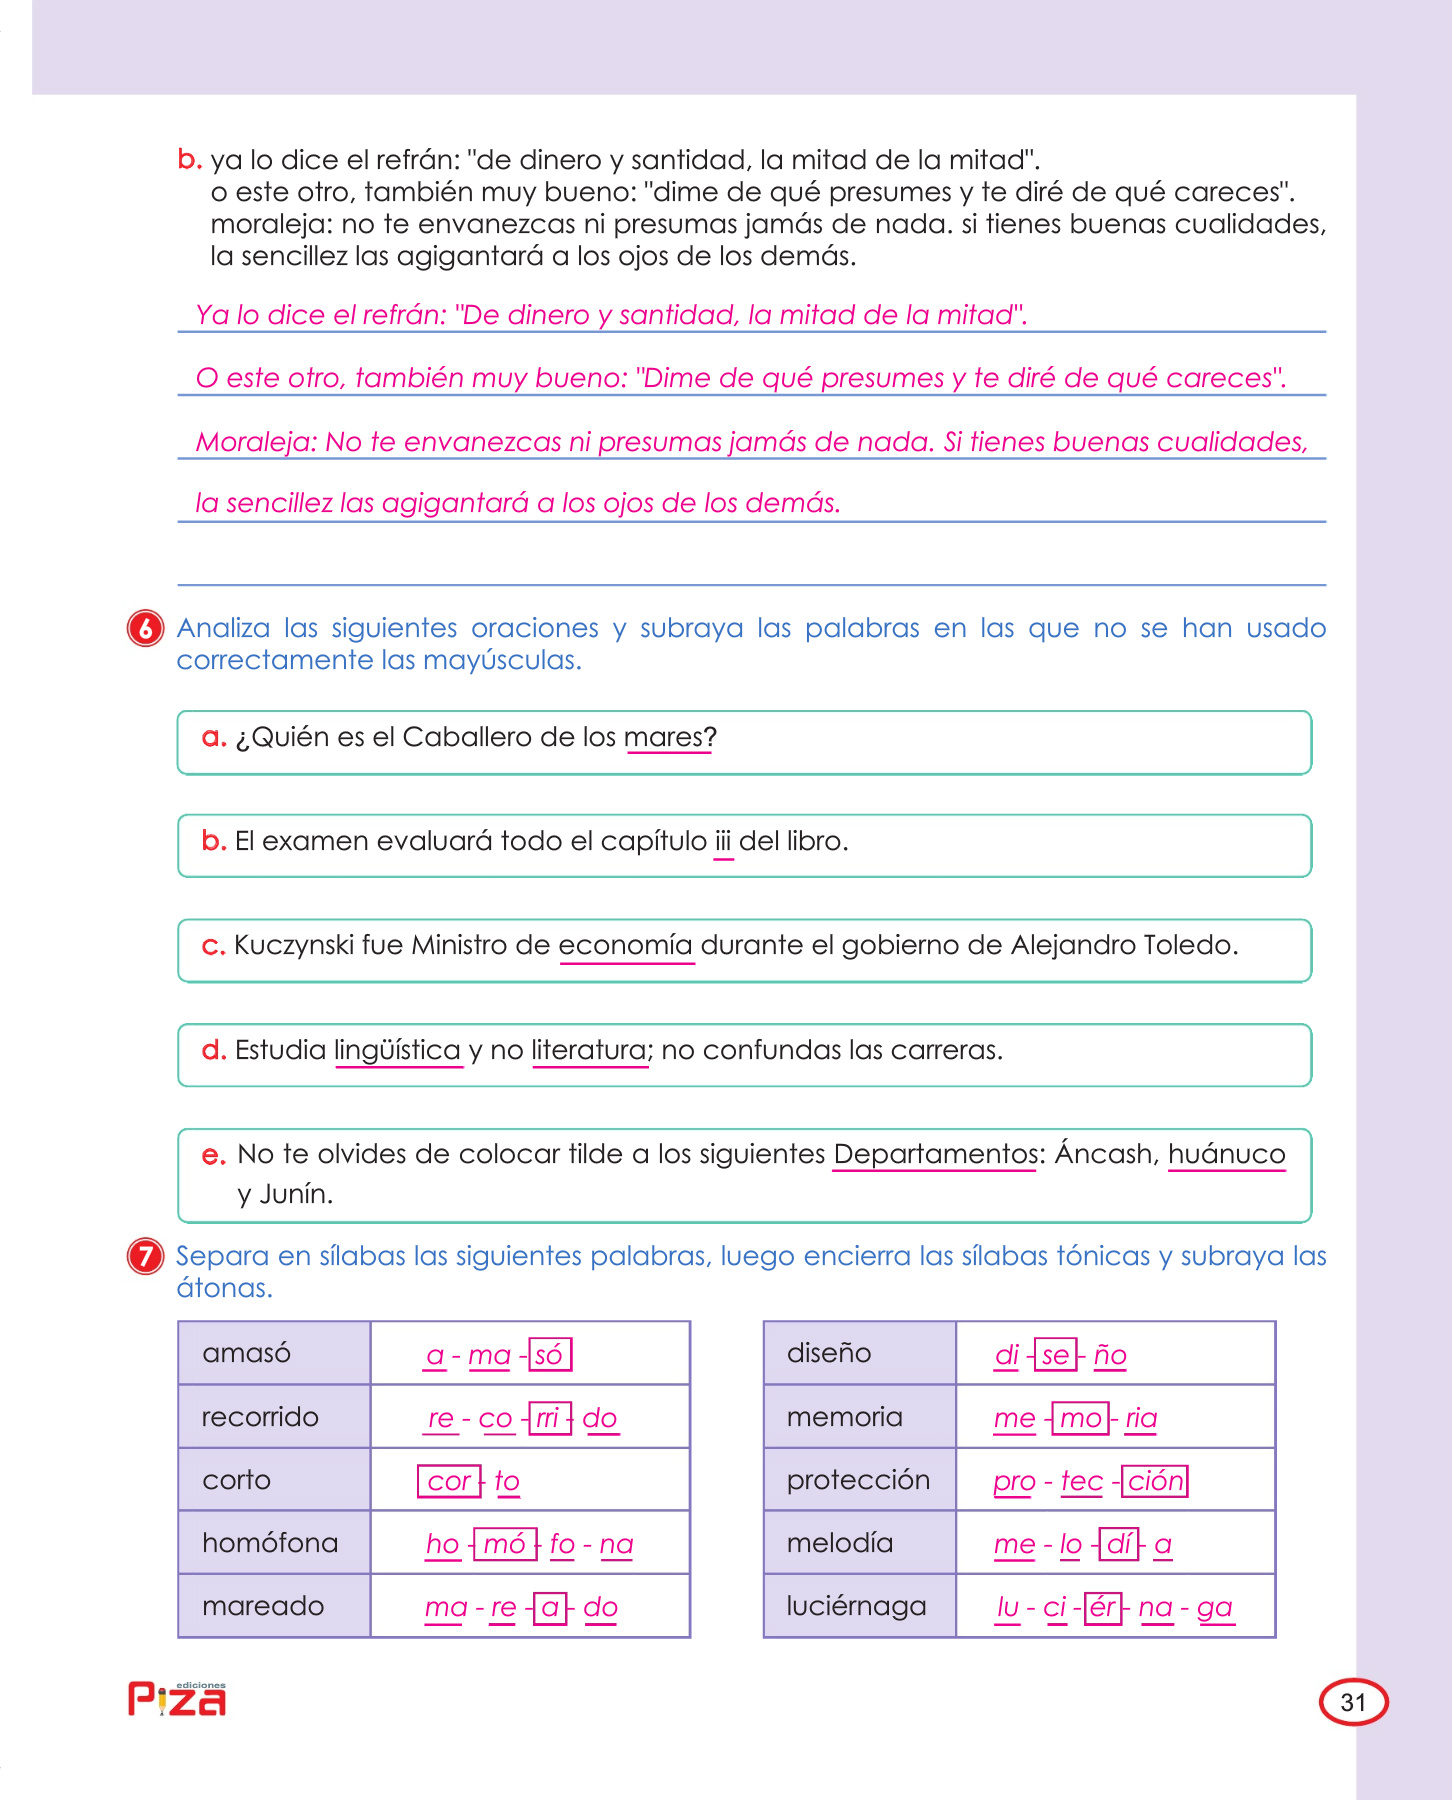 b. ya lo dice el refrán: "de dinero y santidad, la mitad de la mitad".
o este otro, también muy bueno: "dime de qué presumes y te diré de qué careces".
moraleja: no te envanezcas ni presumas jamás de nada. si tienes buenas cualidades,
la sencillez las agigantará a los ojos de los demás.
Ya lo dice el refrán: "De dinero y santidad, la mitad de la mitad".
O este otro, también muy bueno: "Dime de qué presumes y te diré de qué careces".
Moraleja: No te envanezcas ni presumas jamás de nada. Si tienes buenas cualidades,
la sencillez las agigantará a los ojos de los demás.
6 Analiza las siguientes oraciones y subraya las palabras en las que no se han usado
correctamente las mayúsculas.
a. ¿Quién es el Caballero de los mares?
b. El examen evaluará todo el capítulo iii del libro.
c. Kuczynski fue Ministro de economía durante el gobierno de Alejandro Toledo.
d. Estudia lingüística y no literatura; no confundas las carreras.
e. No te olvides de colocar tilde a los siguientes Departamentos: Áncash, huánuco
y Junín.
7 Separa en sílabas las siguientes palabras, luego encierra las sílabas tónicas y subraya las
átonas.
amasó a - ma - só
recorrido re - co - rri - do
corto cor - to
homófona ho - mó - fo - na
mareado ma - re - a - do
diseño di - se - ño
memoria me - mo - ria
protección pro - tec - ción
melodía me - lo - dí - a
luciérnaga lu - ci - ér - na - ga
ediciones
Piza
31